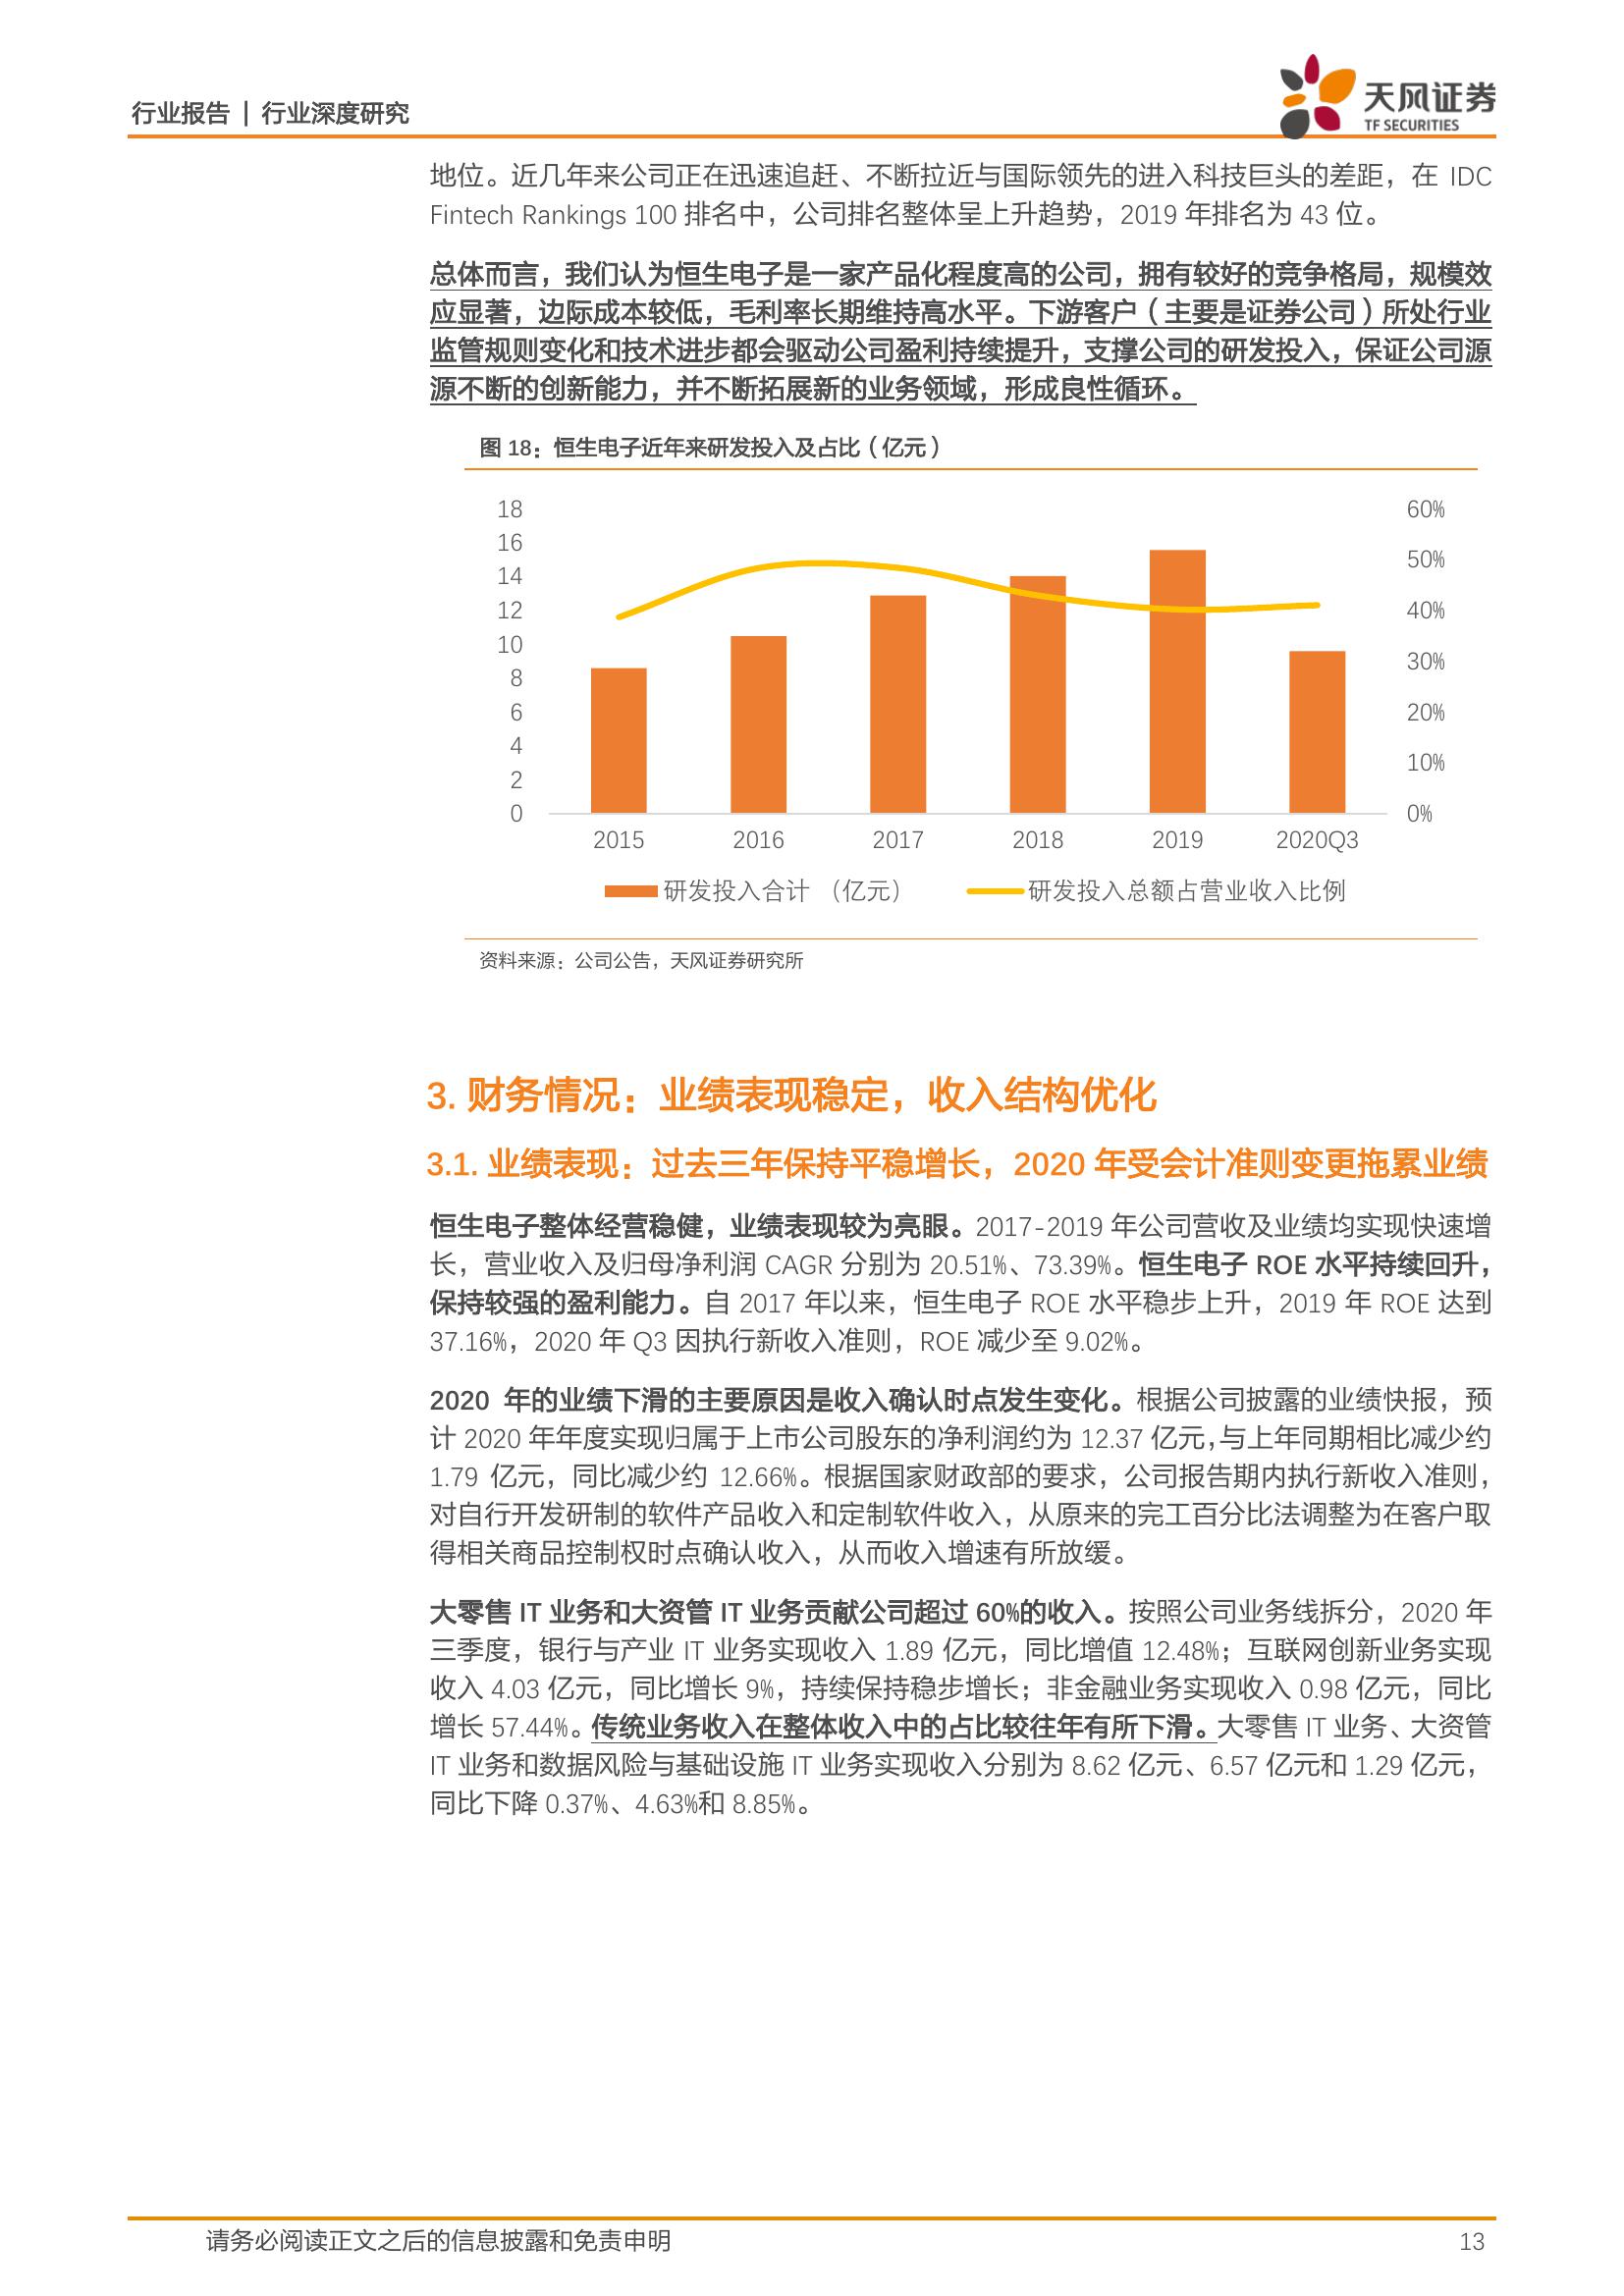 行业报告 | 行业深度研究
天风证券
TF SECURITIES
地位。近几年来公司正在迅速追赶、不断拉近与国际领先的进入科技巨头的差距，在 IDC
Fintech Rankings 100 排名中，公司排名整体呈上升趋势，2019 年排名为 43 位。
总体而言，我们认为恒生电子是一家产品化程度高的公司，拥有较好的竞争格局，规模效
应显著，边际成本较低，毛利率长期维持高水平。下游客户（主要是证券公司）所处行业
监管规则变化和技术进步都会驱动公司盈利持续提升，支撑公司的研发投入，保证公司源
源不断的创新能力，并不断拓展新的业务领域，形成良性循环。
图 18：恒生电子近年来研发投入及占比（亿元）
18
16
14
12
10
8
6
4
2
0
60%
50%
40%
30%
20%
10%
0%
2015 2016 2017 2018 2019 2020Q3
研发投入合计 （亿元） 研发投入总额占营业收入比例
资料来源：公司公告，天风证券研究所
3. 财务情况：业绩表现稳定，收入结构优化
3.1. 业绩表现：过去三年保持平稳增长，2020 年受会计准则变更拖累业绩
恒生电子整体经营稳健，业绩表现较为亮眼。2017-2019 年公司营收及业绩均实现快速增
长，营业收入及归母净利润 CAGR 分别为 20.51%、73.39%。恒生电子 ROE 水平持续回升，
保持较强的盈利能力。自 2017 年以来，恒生电子 ROE 水平稳步上升，2019 年 ROE 达到
37.16%，2020 年 Q3 因执行新收入准则，ROE 减少至 9.02%。
2020 年的业绩下滑的主要原因是收入确认时点发生变化。根据公司披露的业绩快报，预
计 2020 年年度实现归属于上市公司股东的净利润约为 12.37 亿元，与上年同期相比减少约
1.79 亿元，同比减少约 12.66%。根据国家财政部的要求，公司报告期内执行新收入准则，
对自行开发研制的软件产品收入和定制软件收入，从原来的完工百分比法调整为在客户取
得相关商品控制权时点确认收入，从而收入增速有所放缓。
大零售 IT 业务和大资管 IT 业务贡献公司超过 60%的收入。按照公司业务线拆分，2020 年
三季度，银行与产业 IT 业务实现收入 1.89 亿元，同比增值 12.48%；互联网创新业务实现
收入 4.03 亿元，同比增长 9%，持续保持稳步增长；非金融业务实现收入 0.98 亿元，同比
增长 57.44%。传统业务收入在整体收入中的占比较往年有所下滑。大零售 IT 业务、大资管
IT 业务和数据风险与基础设施 IT 业务实现收入分别为 8.62 亿元、6.57 亿元和 1.29 亿元，
同比下降 0.37%、4.63%和 8.85%。
请务必阅读正文之后的信息披露和免责申明
13